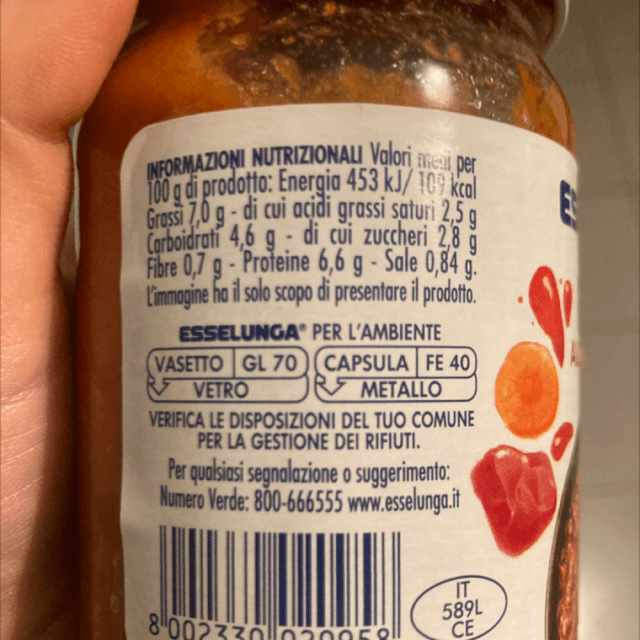 INFORMAZIONI NUTRIZIONALI Valori medi per
100 g di prodotto: Energia 453 kJ/ 109 kcal
Grassi 7,0 g - di cui acidi grassi saturi 2,5 g
Carboidrati 4,6 g - di cui zuccheri 2,8 g
Fibre 0,7 g - Proteine 6,6 g - Sale 0,84 g.
L'immagine ha il solo scopo di presentare il prodotto.
ESSELUNGA® PER L'AMBIENTE
VASETTO GL 70 CAPSULA FE 40
VETRO METALLO
VERIFICA LE DISPOSIZIONI DEL TUO COMUNE
PER LA GESTIONE DEI RIFIUTI.
Per qualsiasi segnalazione o suggerimento:
Numero Verde: 800-666555 www.esselunga.it
IT
589L
CE
ES